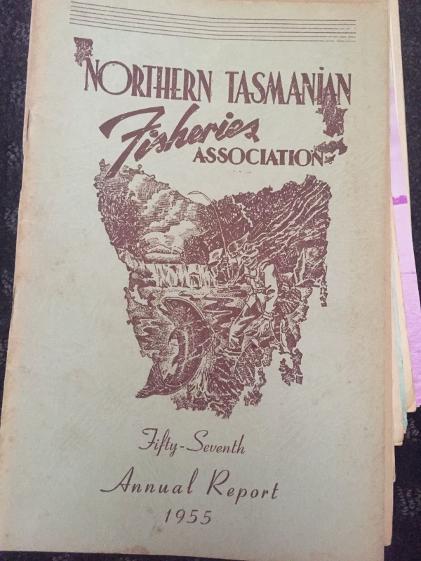 NORTHERN TASMANIAN
Fisheries
ASSOCIATION
Fifty-Seventh
Annual Report
1955